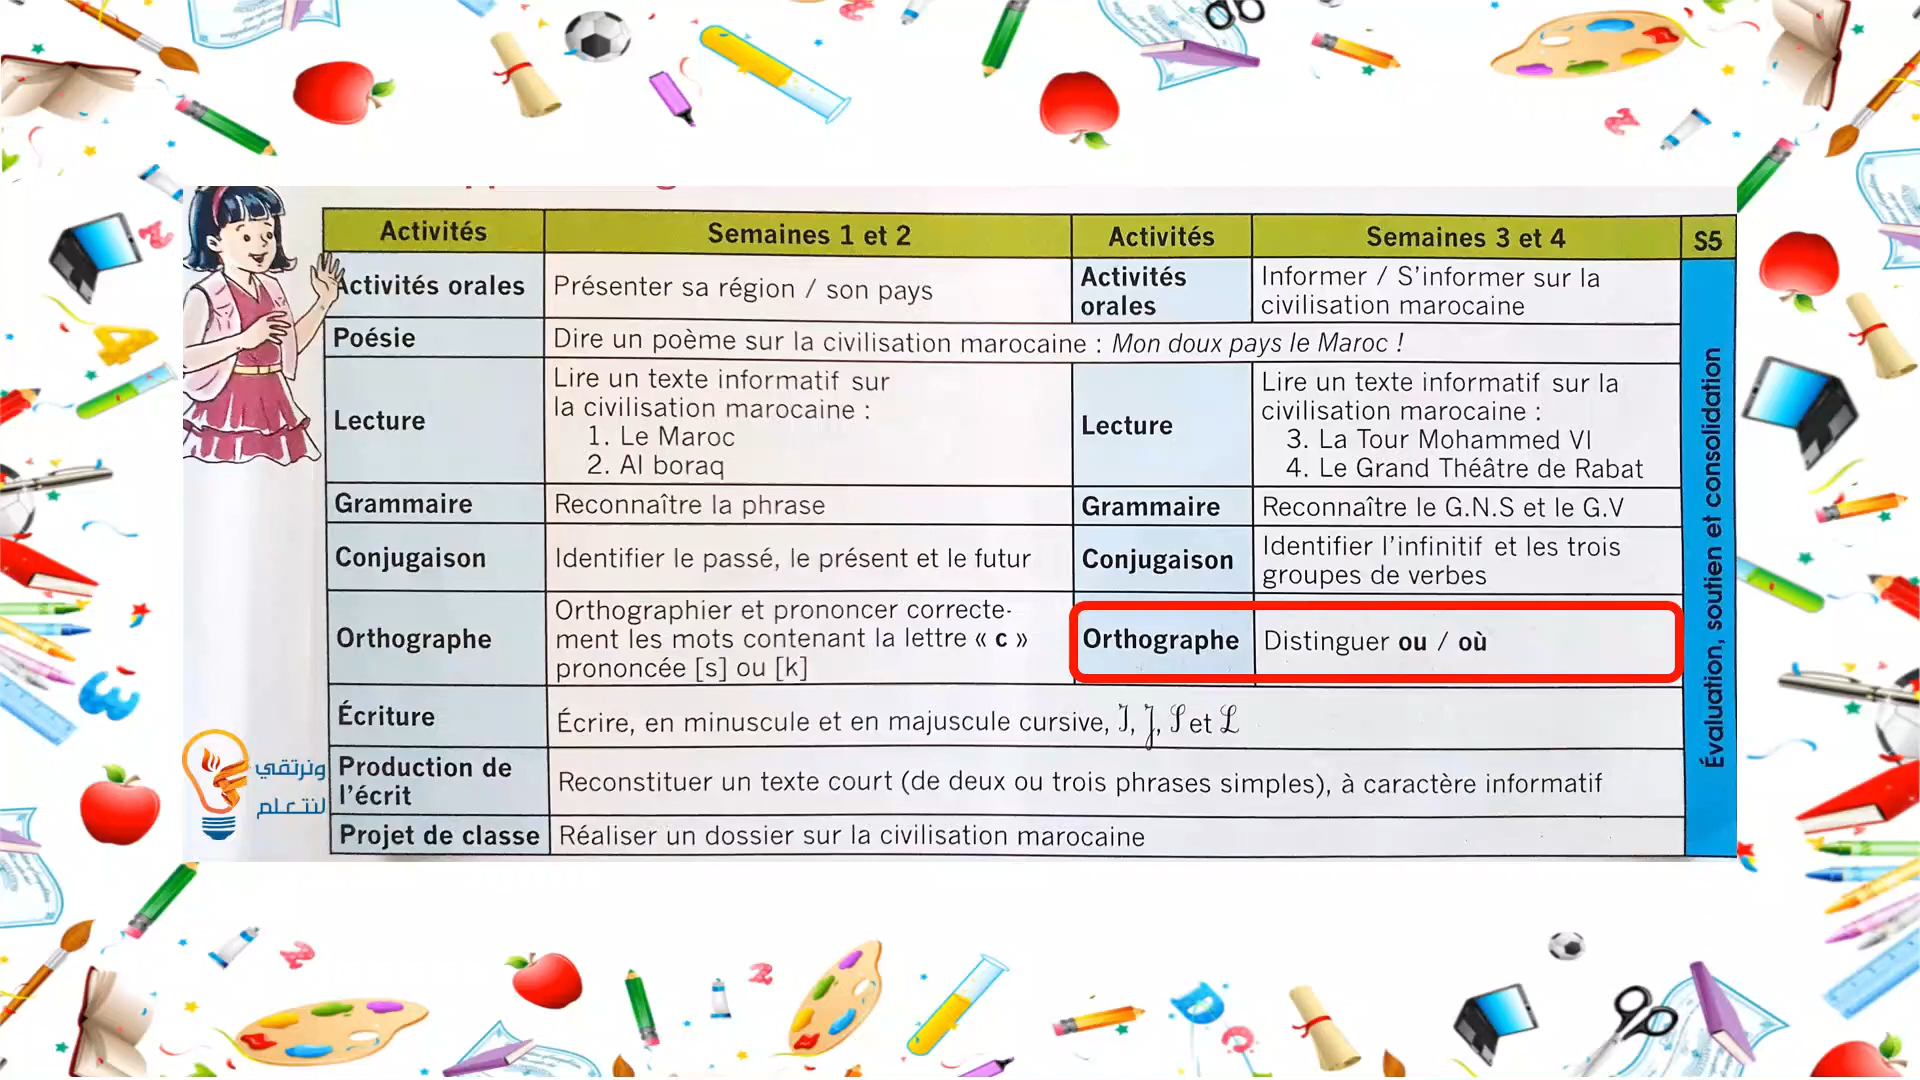 Activités Semaines 1 et 2 Activités Semaines 3 et 4 S5
Activités orales Présenter sa région / son pays Activités orales Informer / S'informer sur la
civilisation marocaine
Poésie Dire un poème sur la civilisation marocaine : Mon doux pays le Maroc !
Lecture Lire un texte informatif sur
la civilisation marocaine :
1. Le Maroc
2. Al boraq
Lecture Lire un texte informatif sur la
civilisation marocaine :
3. La Tour Mohammed VI
4. Le Grand Théâtre de Rabat
Grammaire Reconnaître la phrase Grammaire Reconnaître le G.N.S et le G.V
Conjugaison Identifier le passé, le présent et le futur Conjugaison Identifier l'infinitif et les trois
groupes de verbes
Orthographe Orthographier et prononcer correcte-
ment les mots contenant la lettre « c »
prononcée [s] ou [k]
Orthographe Distinguer ou / où
Écriture Écrire, en minuscule et en majuscule cursive,
Production de
l'écrit
Reconstituer un texte court (de deux ou trois phrases simples), à caractère informatif
Projet de classe Réaliser un dossier sur la civilisation marocaine
Évaluation, soutien et consolidation
ونرتقي
لنتعلم